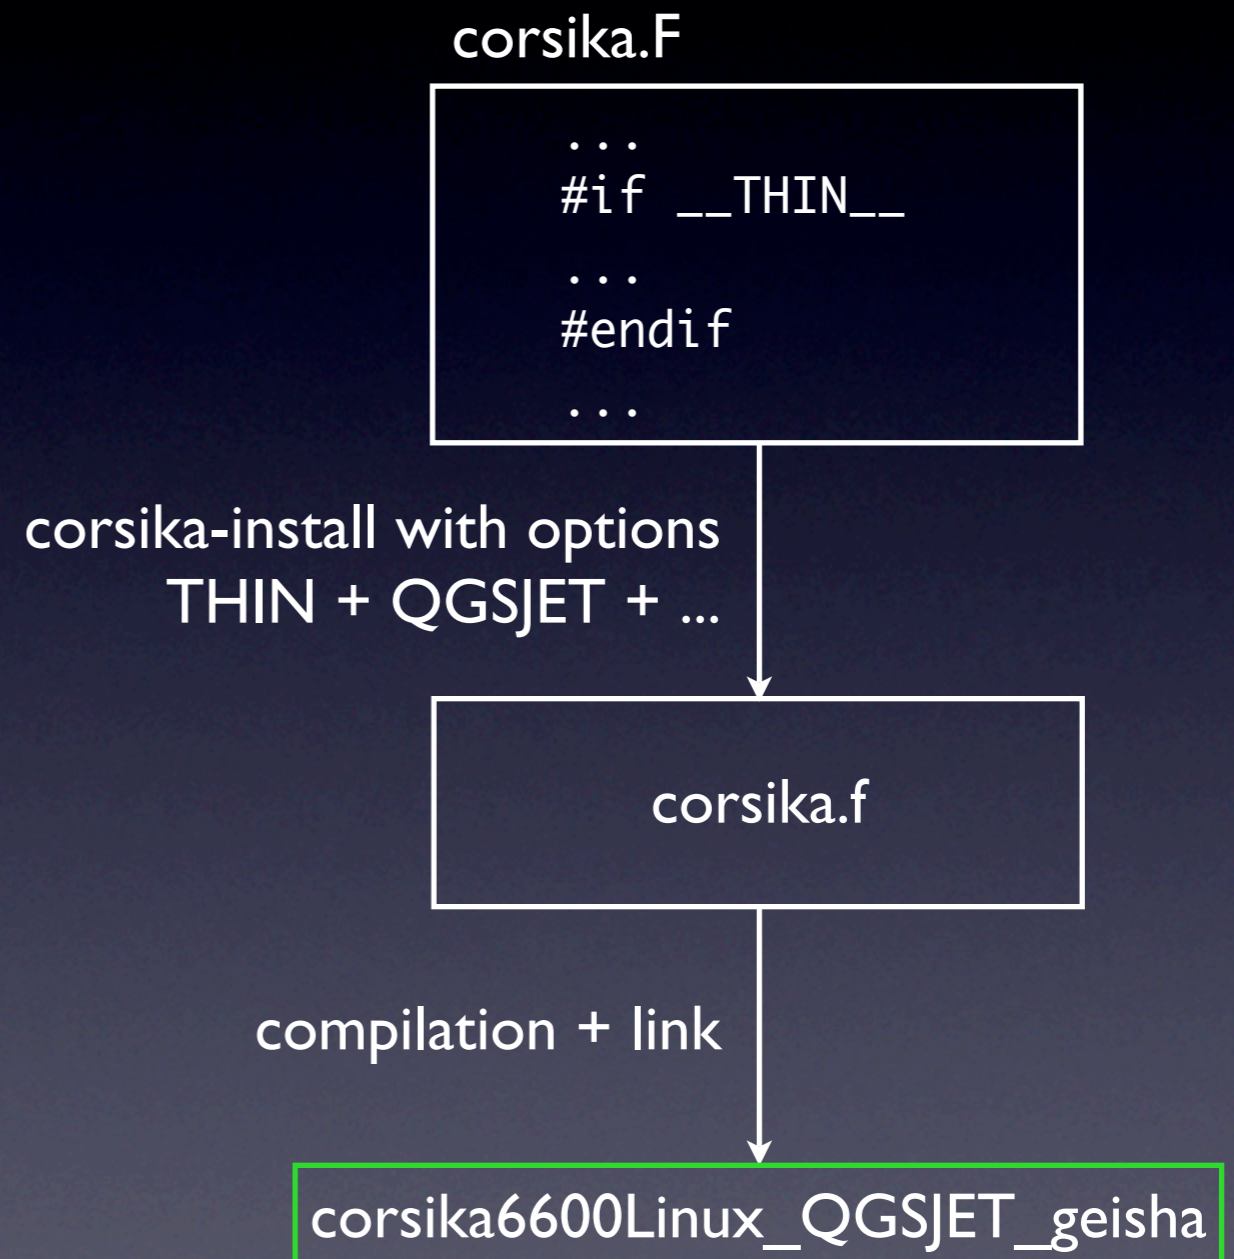 corsika.F
...
#if __THIN__
...
#endif
...
corsika-install with options
THIN + QGSJET + ...
corsika.f
compilation + link
corsika6600Linux_QGSJET_geisha